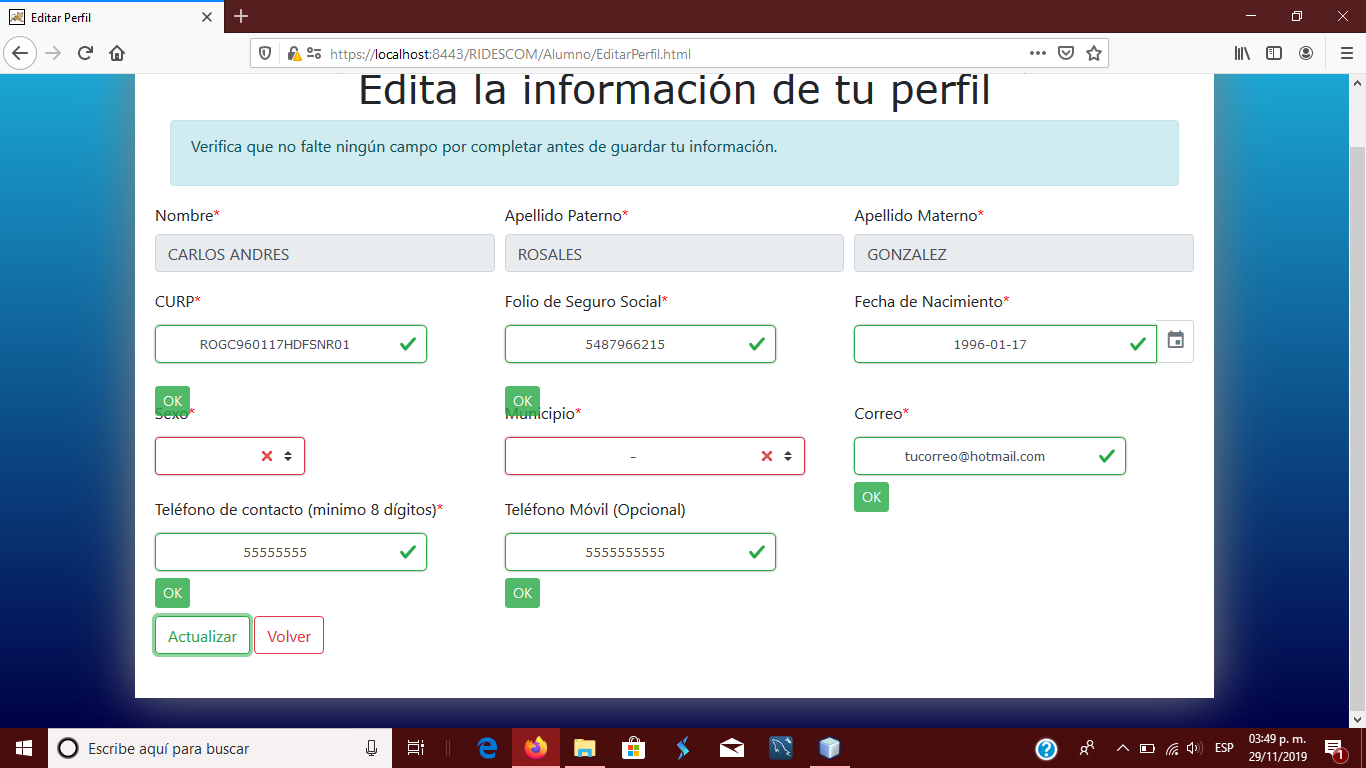 Editar Perfil
https://localhost:8443/RIDESCOM/Alumno/EditarPerfil.html
Edita la información de tu perfil
Verifica que no falte ningún campo por completar antes de guardar tu información.
Nombre* Apellido Paterno* Apellido Materno*
CARLOS ANDRES ROSALES GONZALEZ
CURP* Folio de Seguro Social* Fecha de Nacimiento*
ROGC960117HDFSNR01 5487966215 1996-01-17
OK OK
Sexo* Municipio* Correo*
- tucorreo@hotmail.com
OK
Teléfono de contacto (minimo 8 dígitos)* Teléfono Móvil (Opcional)
55555555 5555555555
OK OK
Actualizar Volver
Escribe aquí para buscar
ESP
03:49 p. m.
29/11/2019
1